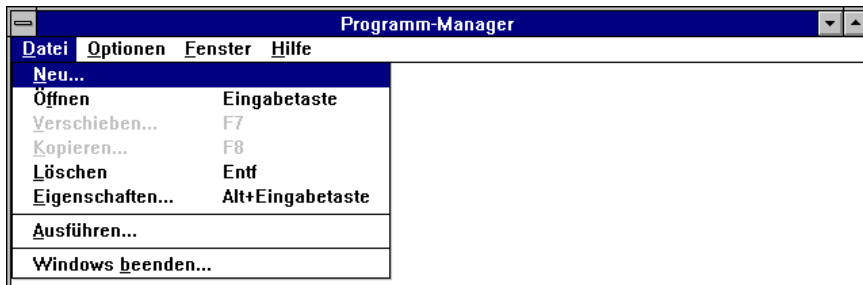 Programm-Manager
Datei Optionen Fenster Hilfe
Neu...
Öffnen Eingabetaste
Verschieben... F7
Kopieren... F8
Löschen Entf
Eigenschaften... Alt+Eingabetaste
Ausführen...
Windows beenden...